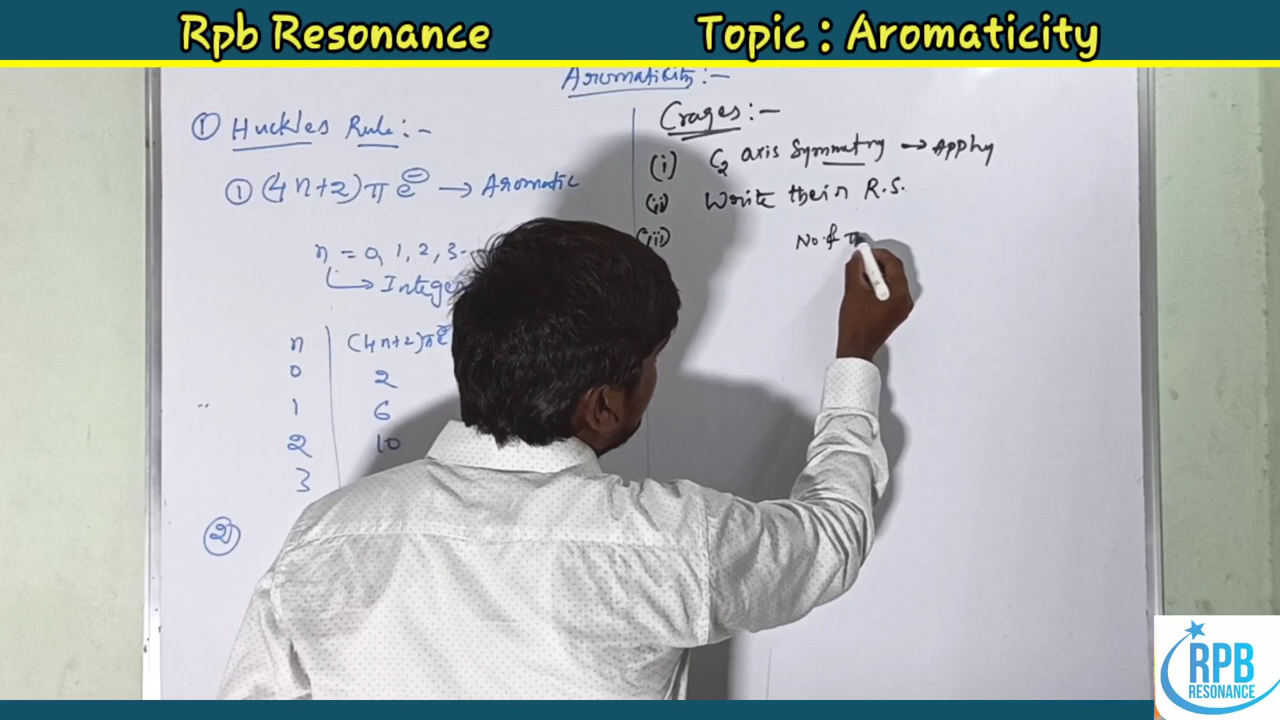 Rpb Resonance
Topic : Aromaticity
Aromaticity:-
① Huckles Rule:-
① (4n+2)πe⊖ → Aromatic
n = 0, 1, 2, 3-
↳ Integer
n (4n+2)πe⊖
0 2
1 6
2 10
3
②
Crages:-
(i) C2 axis symmetry → Apply
(ii) Write their R.S.
(iii) No. of π
RPB
RESONANCE